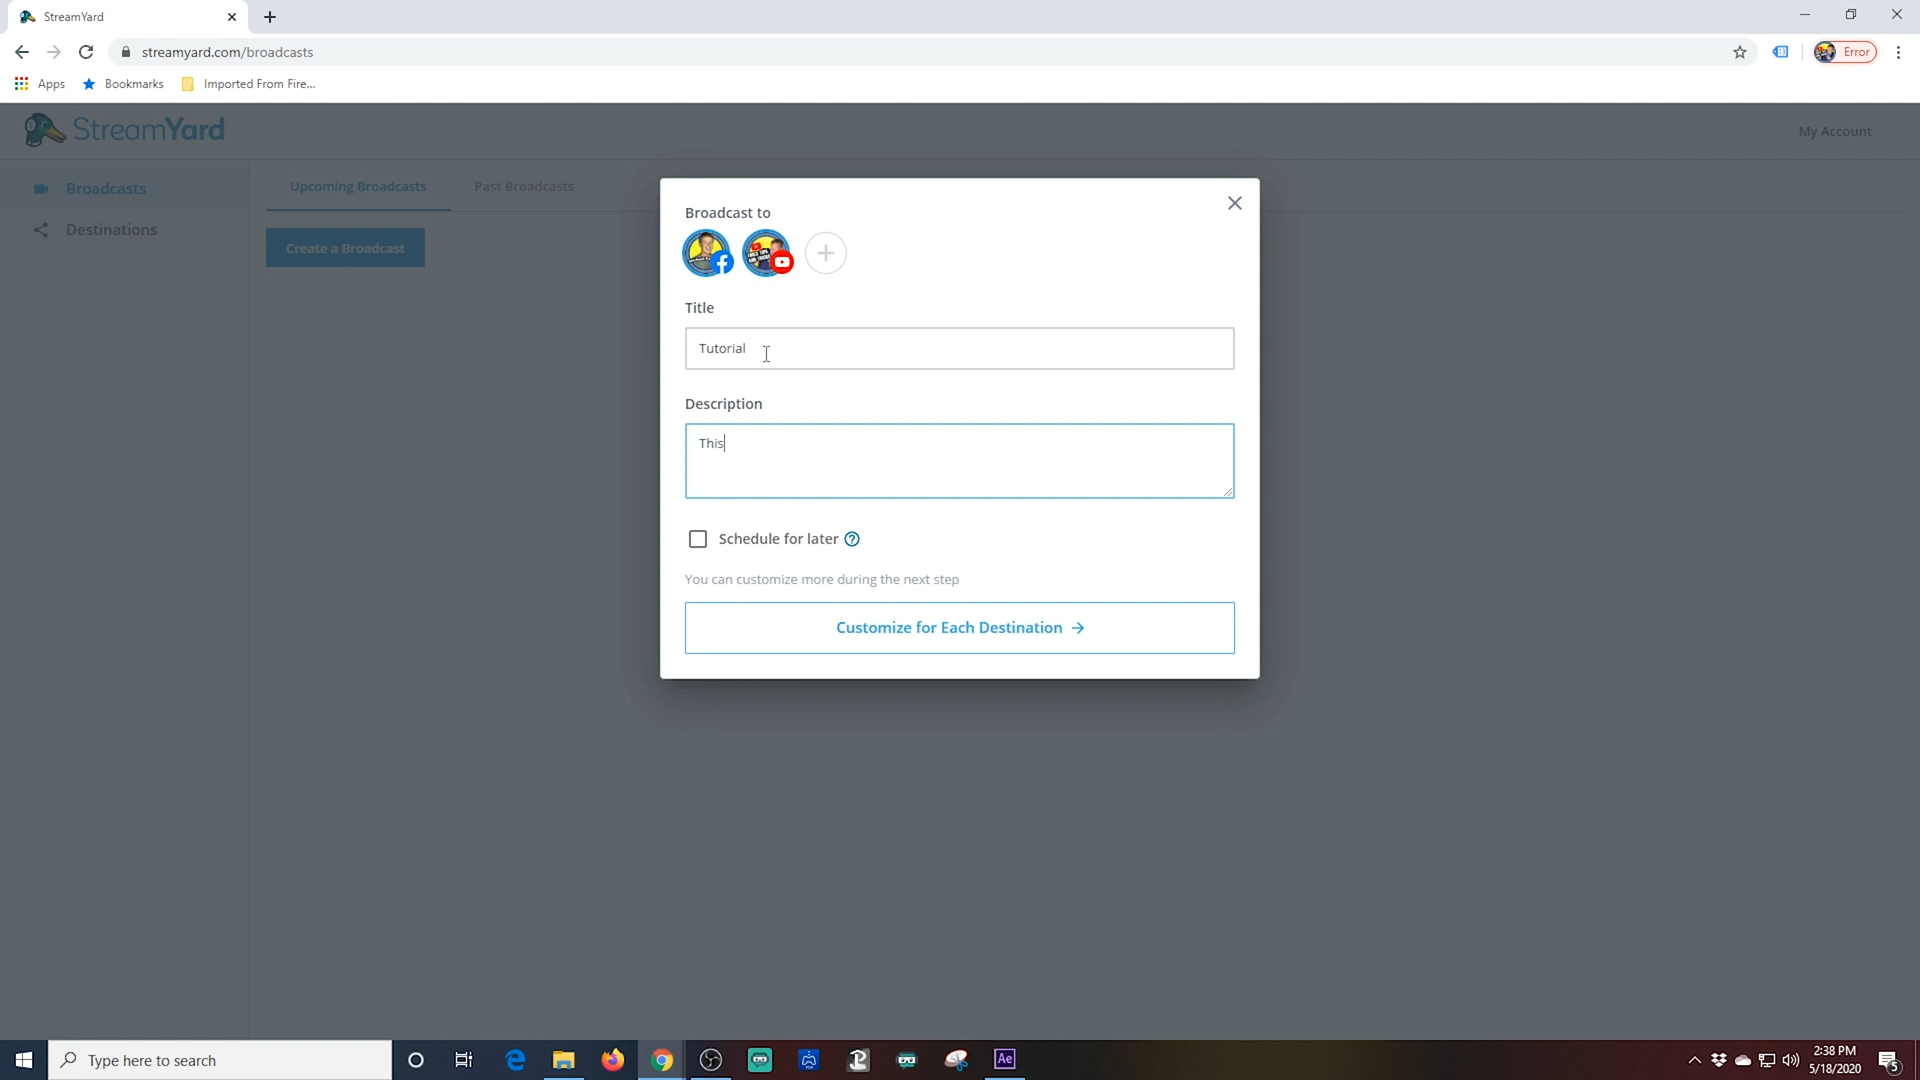 StreamYard
streamyard.com/broadcasts
Error
Apps
Bookmarks
Imported From Fire...
StreamYard
My Account
Broadcasts
Destinations
Upcoming Broadcasts
Past Broadcasts
Create a Broadcast
Broadcast to
Title
Tutorial
Description
This
Schedule for later
You can customize more during the next step
Customize for Each Destination →
Type here to search
Ae
2:38 PM
5/18/2020
5